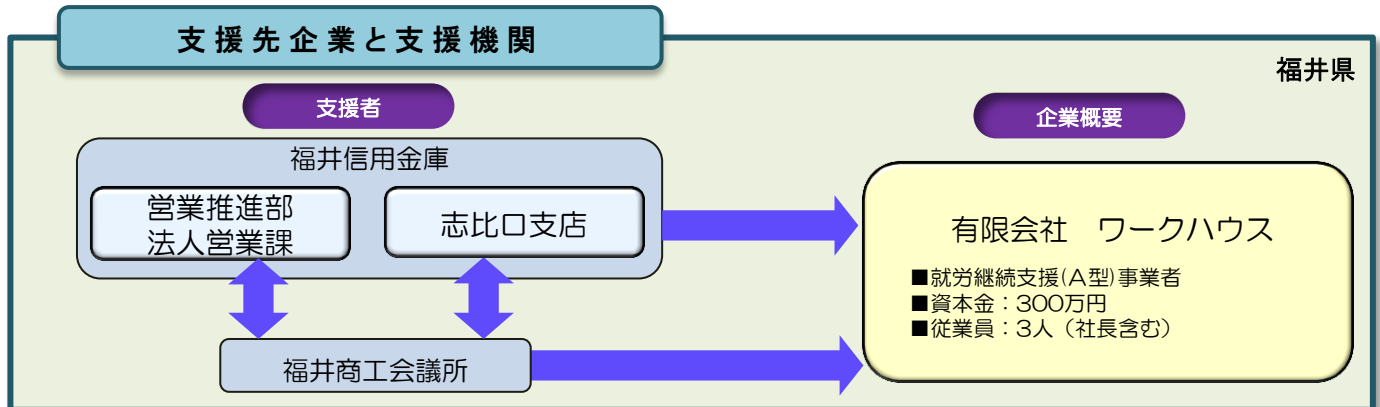 支援先企業と支援機関
福井県
支援者
福井信用金庫
営業推進部
法人営業課
志比口支店
福井商工会議所
企業概要
有限会社　ワークハウス
■就労継続支援(A型)事業者
■資本金：300万円
■従業員：3人（社長含む）